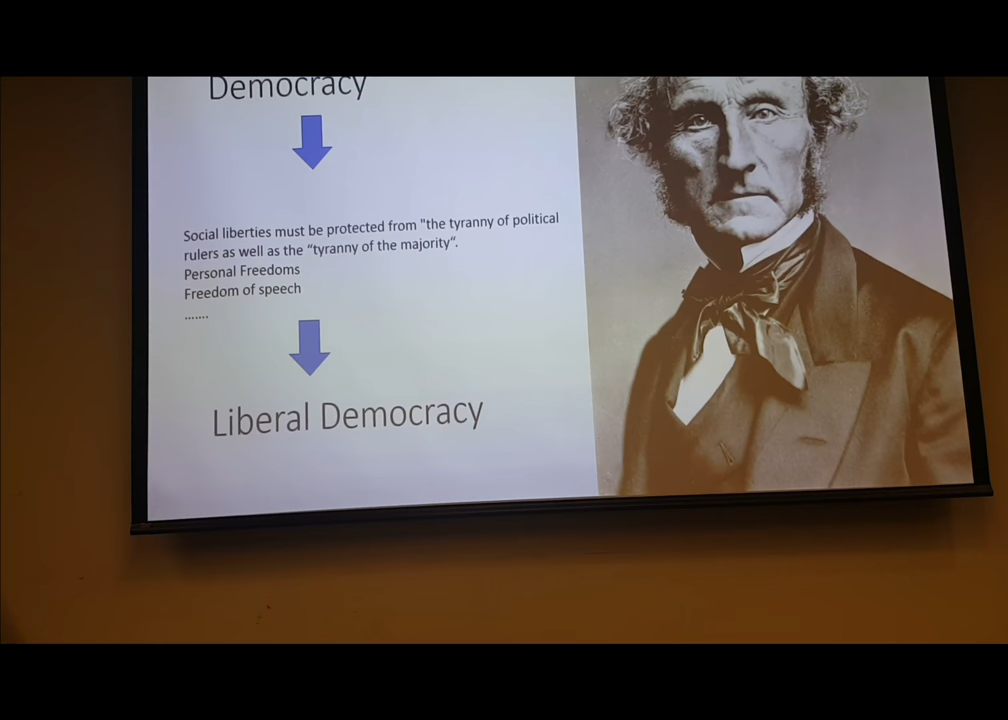 Democracy
Social liberties must be protected from "the tyranny of political
rulers as well as the “tyranny of the majority“.
Personal Freedoms
Freedom of speech
.......
Liberal Democracy